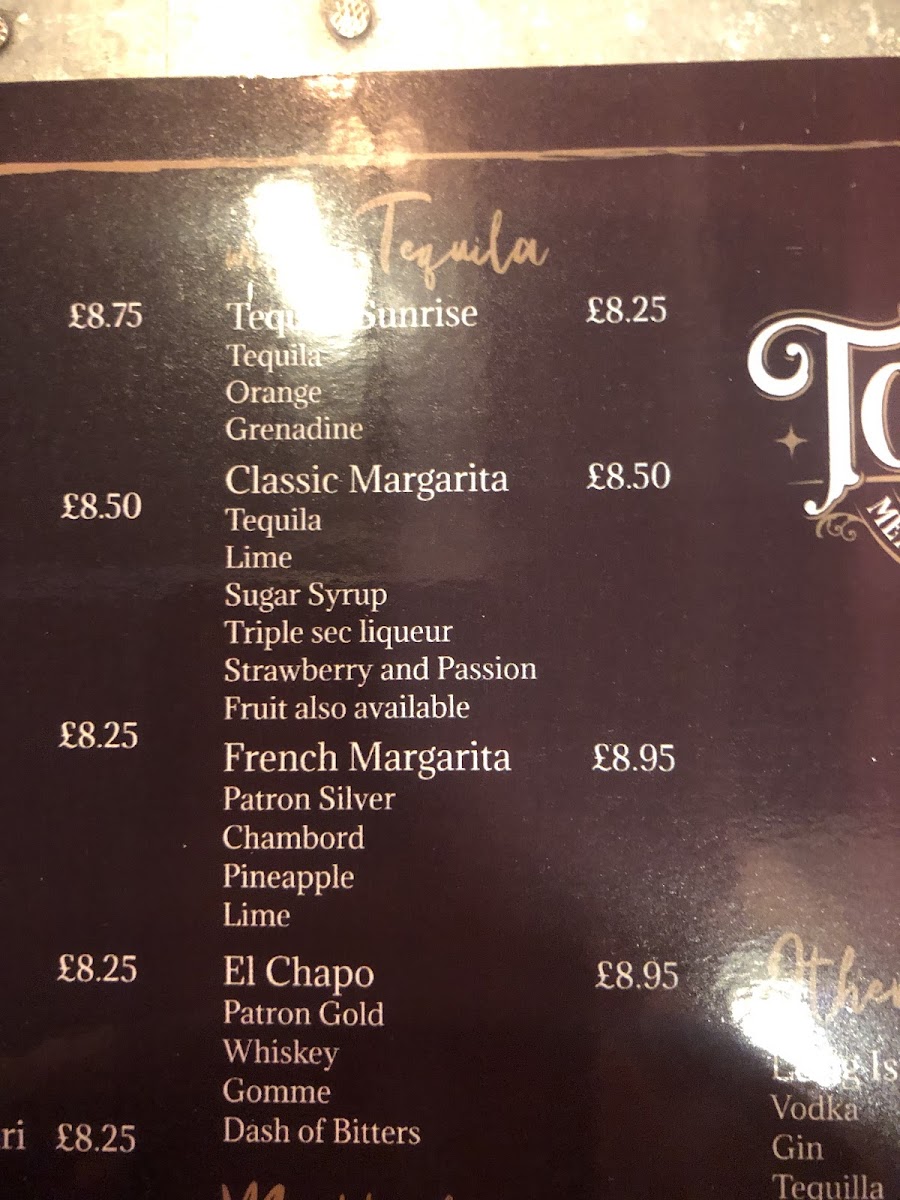 Tequila
£8.75
Tequila Sunrise £8.25
Tequila
Orange
Grenadine
£8.50
Classic Margarita £8.50
Tequila
Lime
Sugar Syrup
Triple sec liqueur
Strawberry and Passion
Fruit also available
£8.25
French Margarita £8.95
Patron Silver
Chambord
Pineapple
Lime
£8.25
El Chapo £8.95
Patron Gold
Whiskey
Gomme
Dash of Bitters
ri £8.25
Vodka
Gin
Tequilla